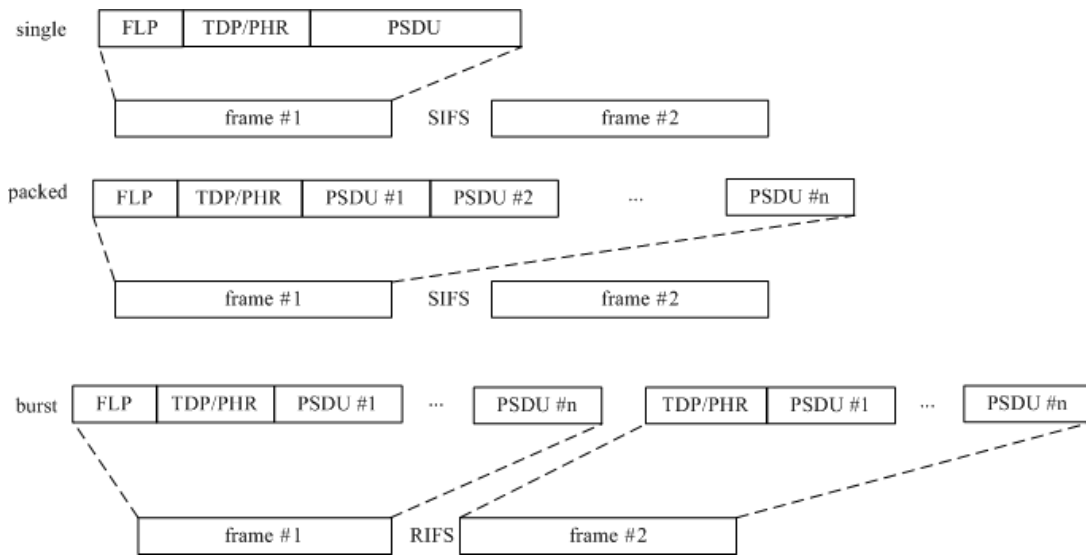 single FLP TDP/PHR PSDU
frame #1 SIFS frame #2
packed FLP TDP/PHR PSDU #1 PSDU #2 ... PSDU #n
frame #1 SIFS frame #2
burst FLP TDP/PHR PSDU #1 ... PSDU #n TDP/PHR PSDU #1 ... PSDU #n
frame #1 RIFS frame #2